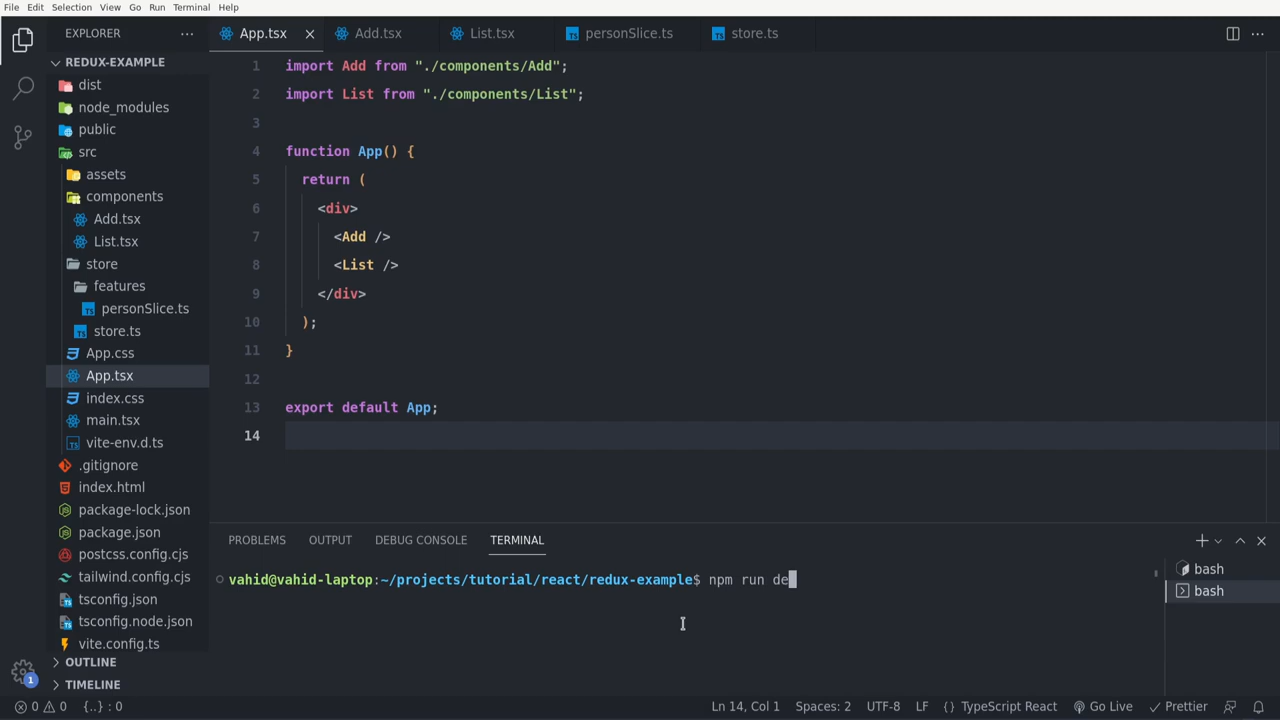 File Edit Selection View Go Run Terminal Help
EXPLORER
App.tsx Add.tsx List.tsx personSlice.ts store.ts
REDUX-EXAMPLE
dist
node_modules
public
src
assets
components
Add.tsx
List.tsx
store
features
personSlice.ts
store.ts
App.css
App.tsx
index.css
main.tsx
vite-env.d.ts
.gitignore
index.html
package-lock.json
package.json
postcss.config.cjs
tailwind.config.cjs
tsconfig.json
tsconfig.node.json
vite.config.ts
OUTLINE
TIMELINE
1 import Add from "./components/Add";
2 import List from "./components/List";
3
4 function App() {
5 return (
6 <div>
7 <Add />
8 <List />
9 </div>
10 );
11 }
12
13 export default App;
14
PROBLEMS OUTPUT DEBUG CONSOLE TERMINAL
vahid@vahid-laptop:~/projects/tutorial/react/redux-example$ npm run de
bash
bash
1
0 0 {..} : 0 Ln 14, Col 1 Spaces: 2 UTF-8 LF {} TypeScript React Go Live Prettier